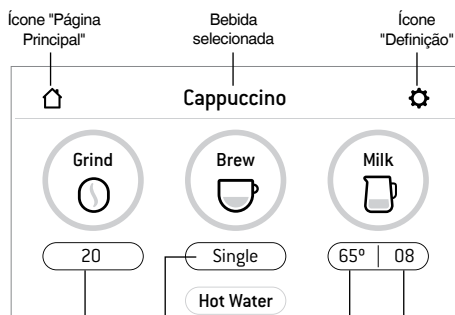 Ícone "Página
Principal"
Bebida
selecionada
Ícone
"Definição"
Cappuccino
Grind
Brew
Milk
20
Single
65º | 08
Hot Water